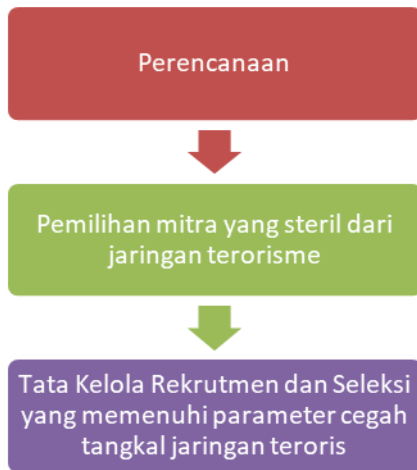 Perencanaan
Pemilihan mitra yang steril dari
jaringan terorisme
Tata Kelola Rekrutmen dan Seleksi
yang memenuhi parameter cegah
tangkal jaringan teroris